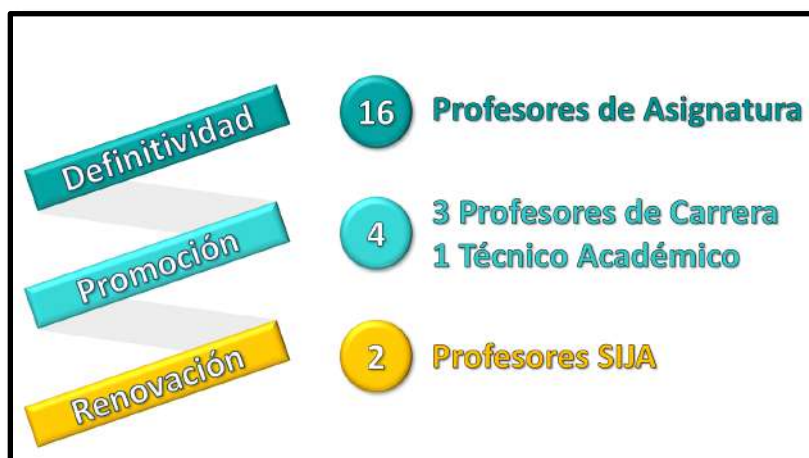 Definitividad
16
Profesores de Asignatura
Promoción
4
3 Profesores de Carrera
1 Técnico Académico
Renovación
2
Profesores SIJA